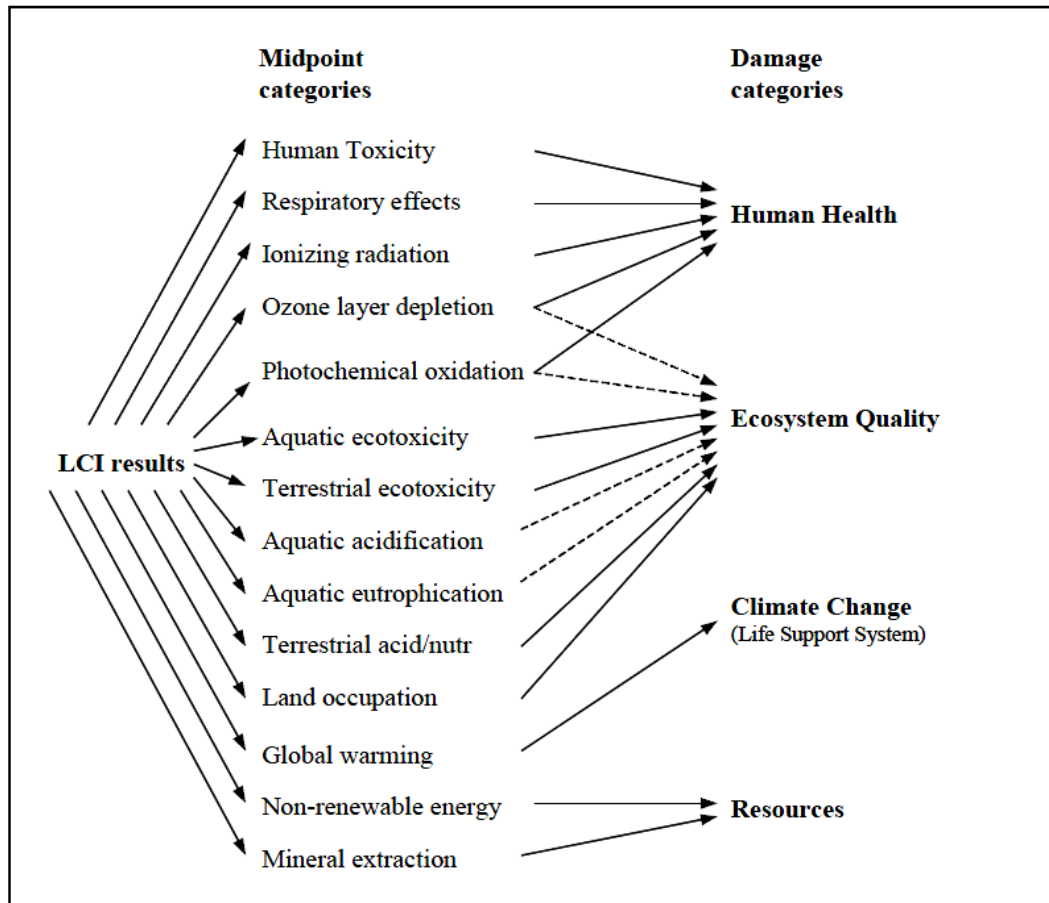 Midpoint
categories
Damage
categories
Human Toxicity
Respiratory effects
Human Health
Ionizing radiation
Ozone layer depletion
Photochemical oxidation
Ecosystem Quality
Aquatic ecotoxicity
LCI results
Terrestrial ecotoxicity
Aquatic acidification
Aquatic eutrophication
Climate Change
(Life Support System)
Terrestrial acid/nutr
Land occupation
Global warming
Non-renewable energy
Resources
Mineral extraction